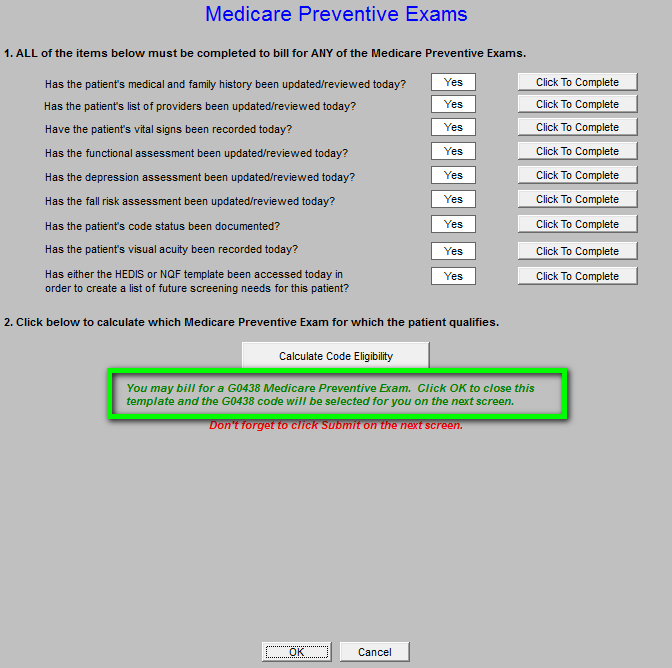 Medicare Preventive Exams
1. ALL of the items below must be completed to bill for ANY of the Medicare Preventive Exams.
Has the patient's medical and family history been updated/reviewed today? Yes Click To Complete
Has the patient's list of providers been updated/reviewed today? Yes Click To Complete
Have the patient's vital signs been recorded today? Yes Click To Complete
Has the functional assessment been updated/reviewed today? Yes Click To Complete
Has the depression assessment been updated/reviewed today? Yes Click To Complete
Has the fall risk assessment been updated/reviewed today? Yes Click To Complete
Has the patient's code status been documented? Yes Click To Complete
Has the patient's visual acuity been recorded today? Yes Click To Complete
Has either the HEDIS or NQF template been accessed today in
order to create a list of future screening needs for this patient? Yes Click To Complete
2. Click below to calculate which Medicare Preventive Exam for which the patient qualifies.
Calculate Code Eligibility
You may bill for a G0438 Medicare Preventive Exam. Click OK to close this
template and the G0438 code will be selected for you on the next screen.
Don't forget to click Submit on the next screen.
OK Cancel